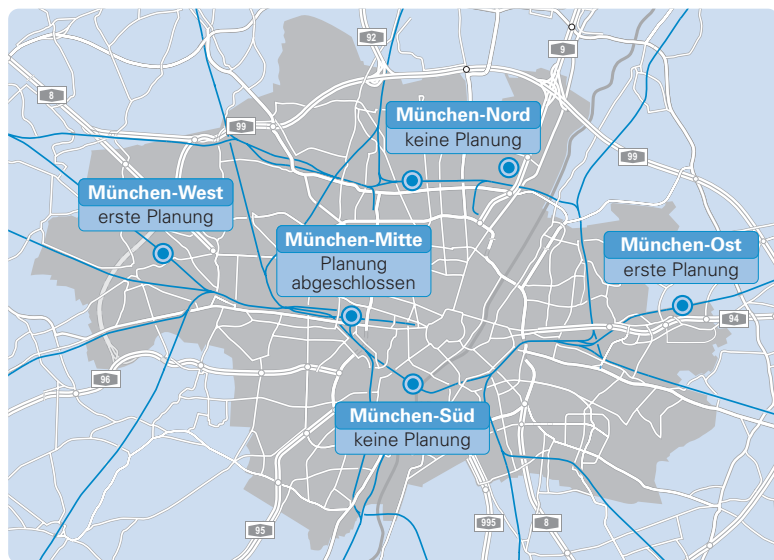 92
9
8
99
München-Nord
keine Planung
99
München-West
erste Planung
München-Mitte
Planung
abgeschlossen
München-Ost
erste Planung
94
96
München-Süd
keine Planung
95
995
8